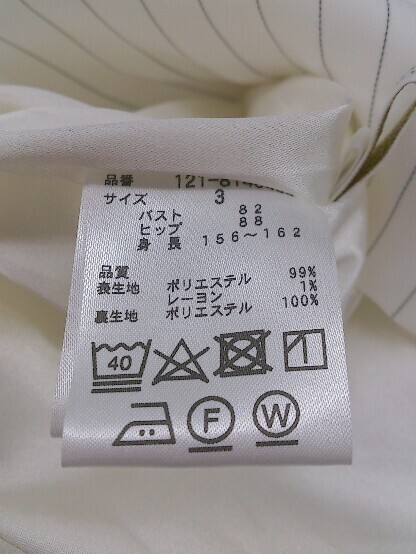 品番
サイズ 3
バスト 82
ヒップ 88
身長 156〜162
品質
表生地 ポリエステル 99%
レーヨン 1%
裏生地 ポリエステル 100%
40
F W